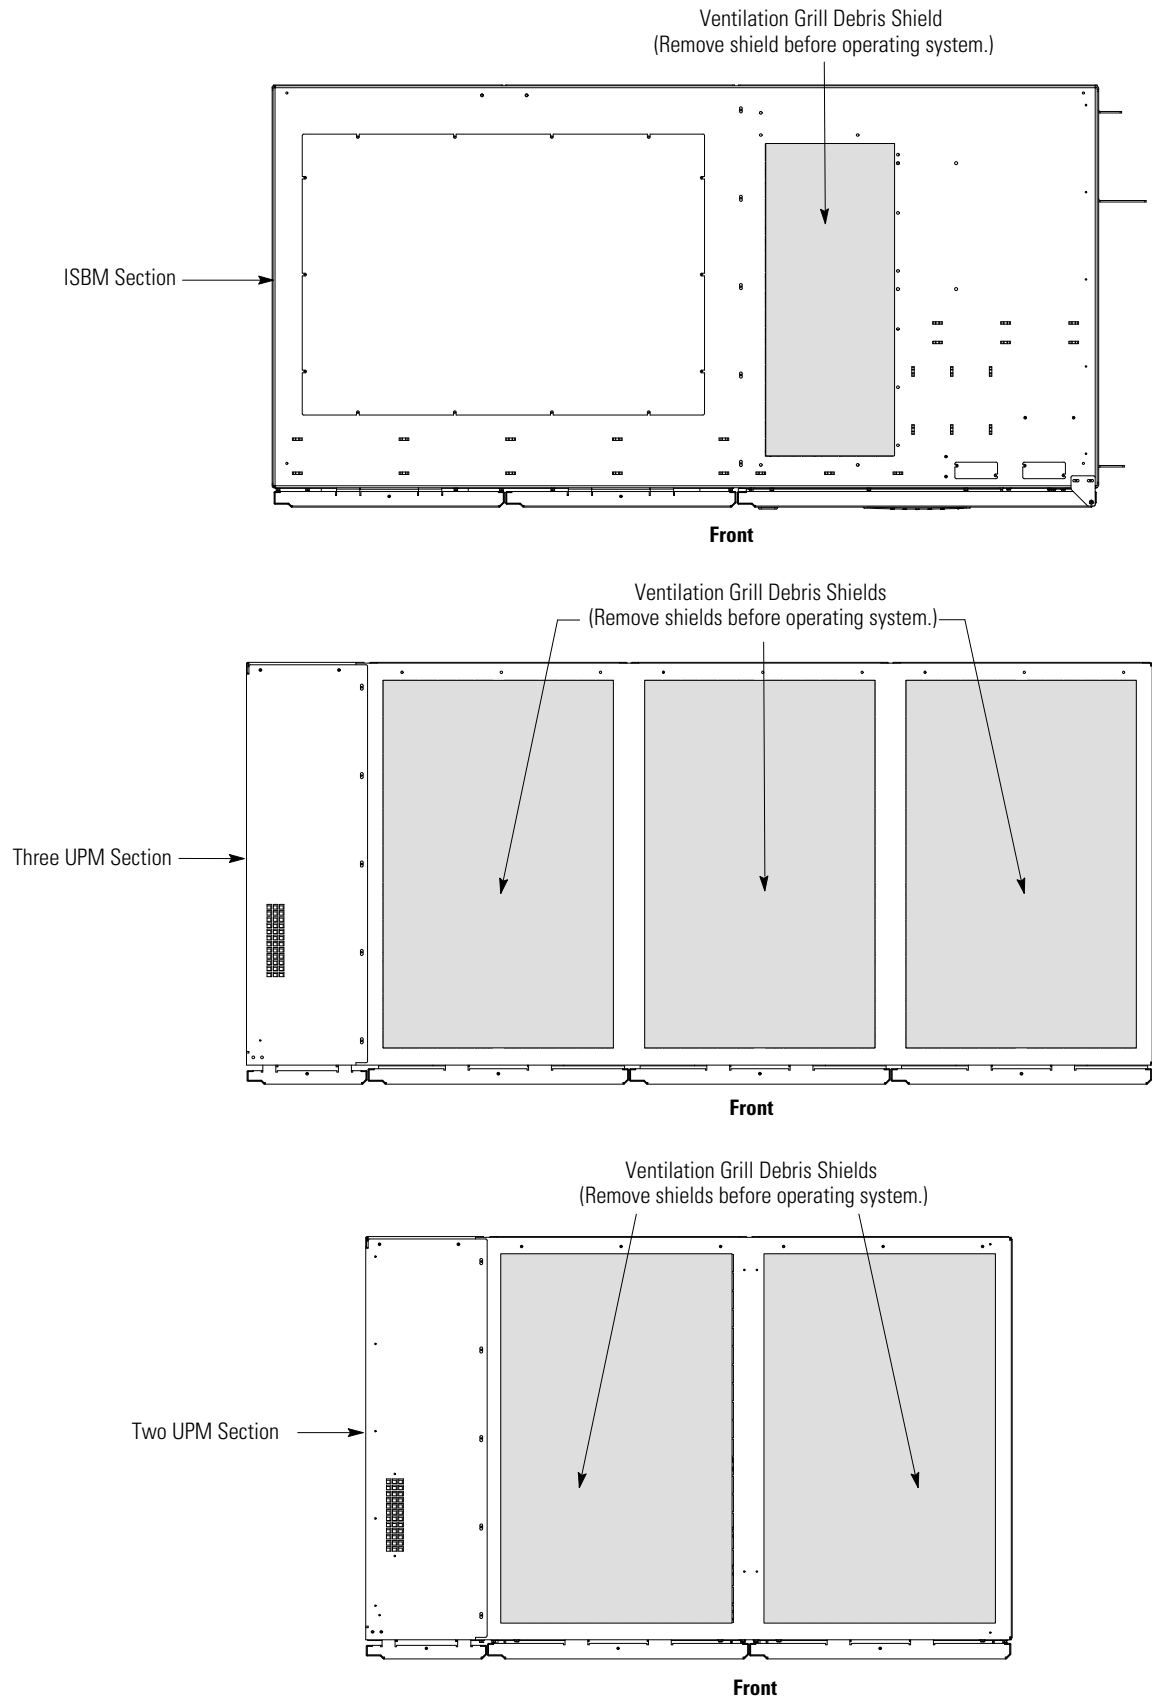 Ventilation Grill Debris Shield
(Remove shield before operating system.)
ISBM Section
Front
Ventilation Grill Debris Shields
(Remove shields before operating system.)
Three UPM Section
Front
Ventilation Grill Debris Shields
(Remove shields before operating system.)
Two UPM Section
Front